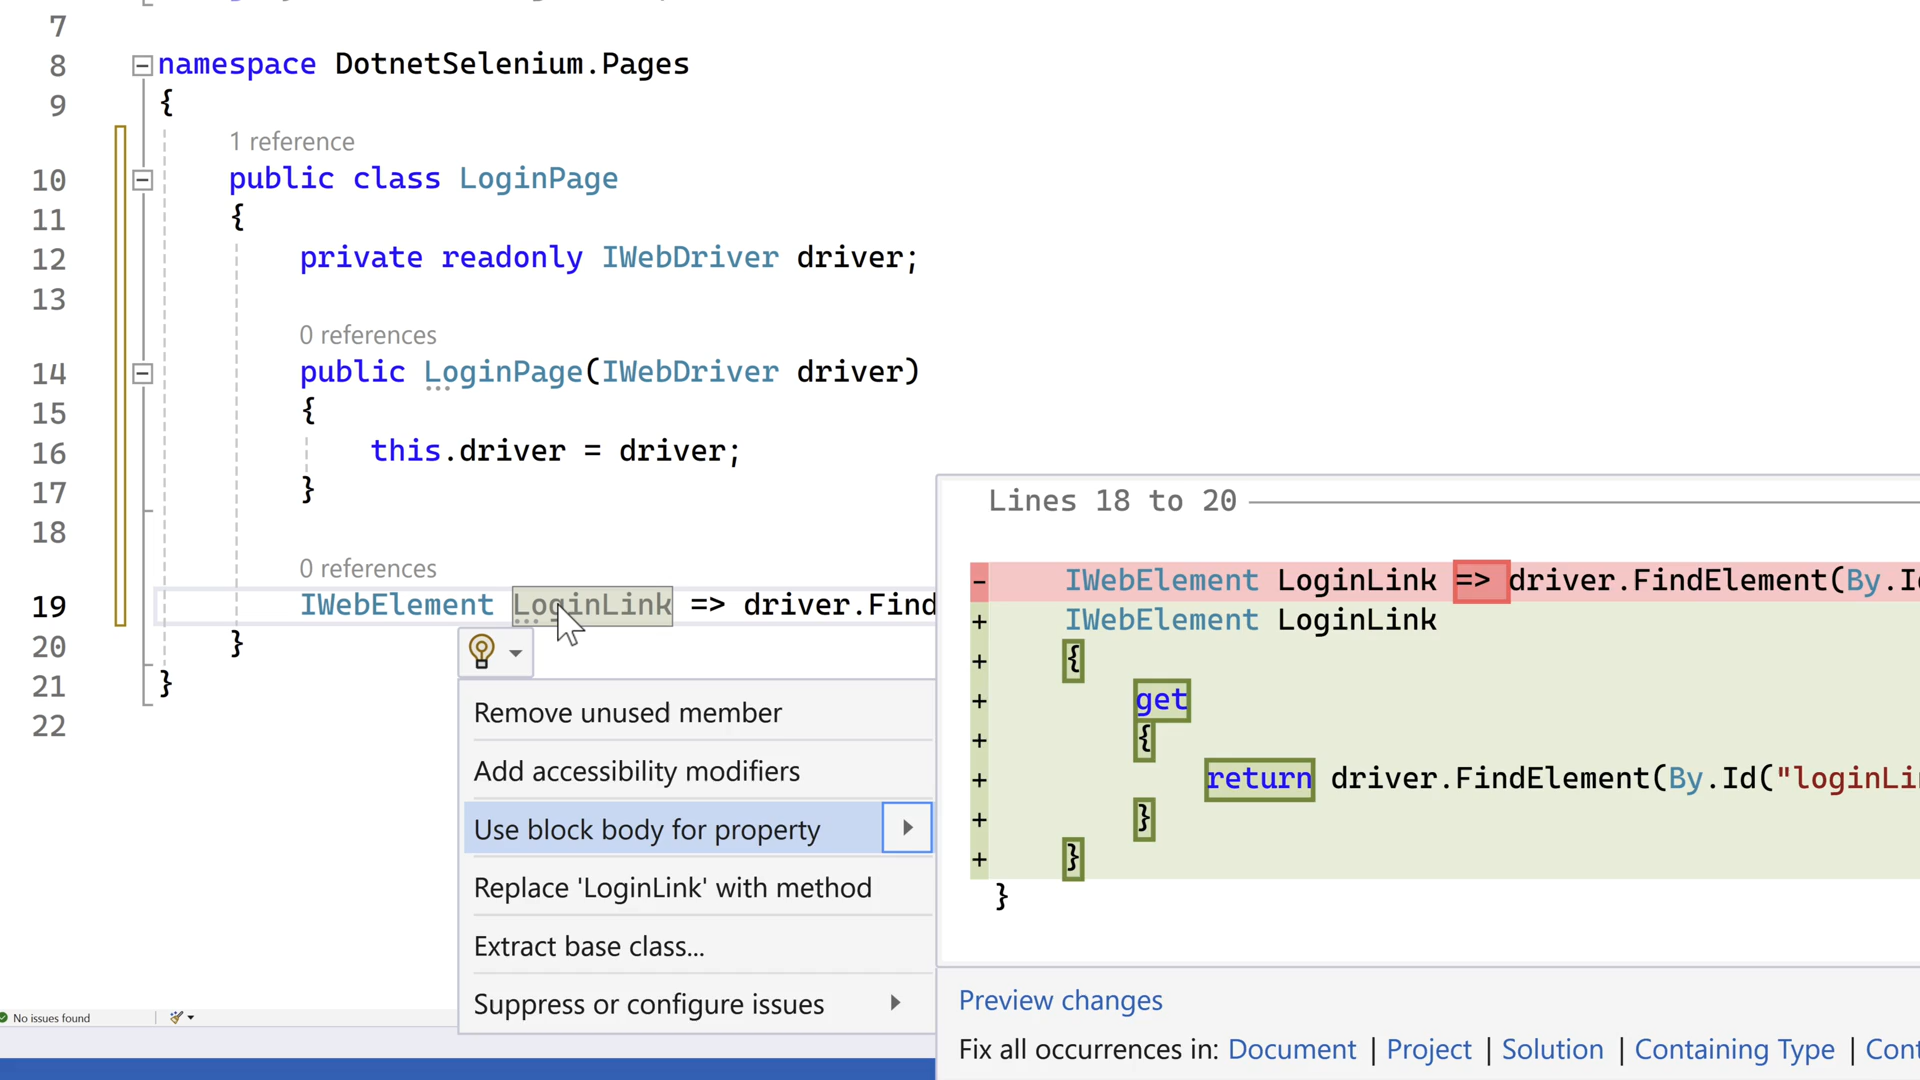 7
8 namespace DotnetSelenium.Pages
9 {
1 reference
10 public class LoginPage
11 {
12 private readonly IWebDriver driver;
13
0 references
14 public LoginPage(IWebDriver driver)
15 {
16 this.driver = driver;
17 }
18
0 references
19 IWebElement LoginLink => driver.Find
20 }
21 }
22
Remove unused member
Add accessibility modifiers
Use block body for property
Replace 'LoginLink' with method
Extract base class...
Suppress or configure issues
Lines 18 to 20
- IWebElement LoginLink => driver.FindElement(By.I
+ IWebElement LoginLink
+ {
+ get
+ {
+ return driver.FindElement(By.Id("loginLi
+ }
+ }
}
Preview changes
Fix all occurrences in: Document | Project | Solution | Containing Type | Cont
No issues found